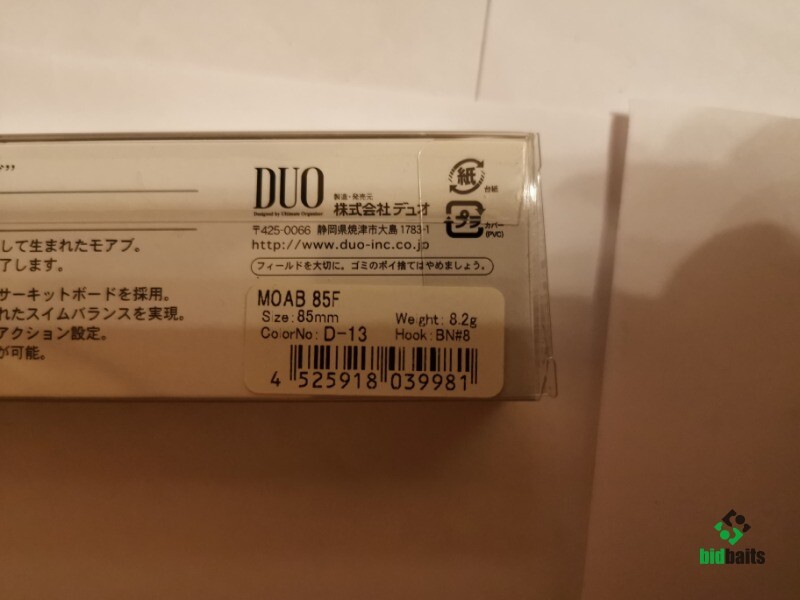 DUO
Designed by Ultimate Organizer
製造・発売元
株式会社 デュオ
〒425-0066 静岡県焼津市大島1783-1
http://www.duo-inc.co.jp
フィールドを大切に。ゴミのポイ捨てはやめましょう。
紙
台紙
プラ
カバー
(PVC)
して生まれたモアブ。
了します。
サーキットボードを採用。
れたスイムバランスを実現。
アクション設定。
が可能。
MOAB 85F
Size: 85mm Weight: 8.2g
ColorNo: D-13 Hook: BN#8
4 525918 039981
bidbaits